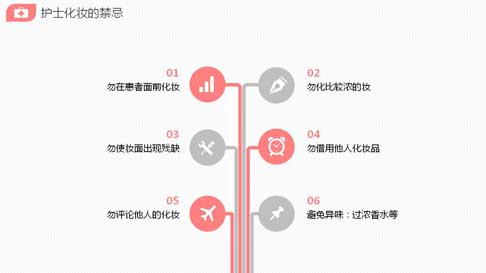 护士化妆的禁忌
01
勿在患者面前化妆
02
勿化比较浓的妆
03
勿使妆面出现残缺
04
勿借用他人化妆品
05
勿评论他人的化妆
06
避免异味：过浓香水等